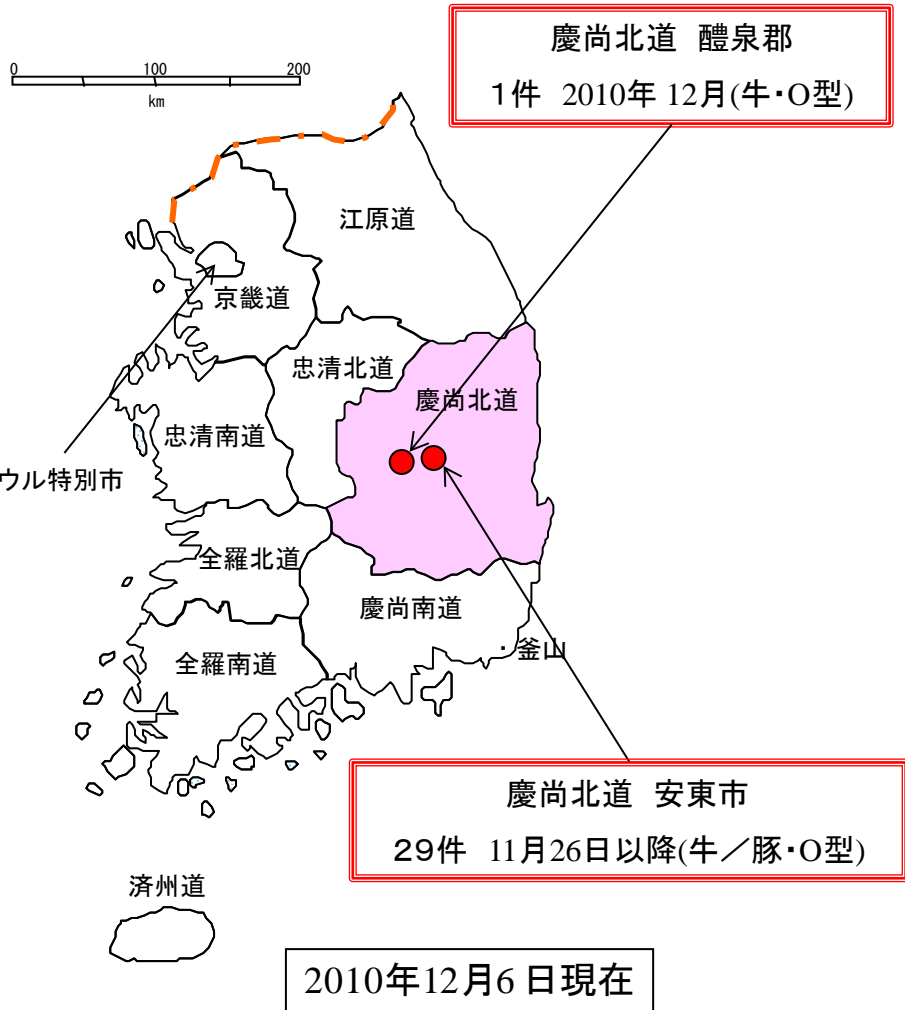 慶尚北道 醴泉郡
1件 2010年 12月(牛・O型)
0 100 200
km
江原道
京畿道
忠清北道
慶尚北道
忠清南道
ウル特別市
全羅北道
慶尚南道
・釜山
全羅南道
慶尚北道 安東市
29件 11月26日以降(牛／豚・O型)
済州道
2010年12月6日現在